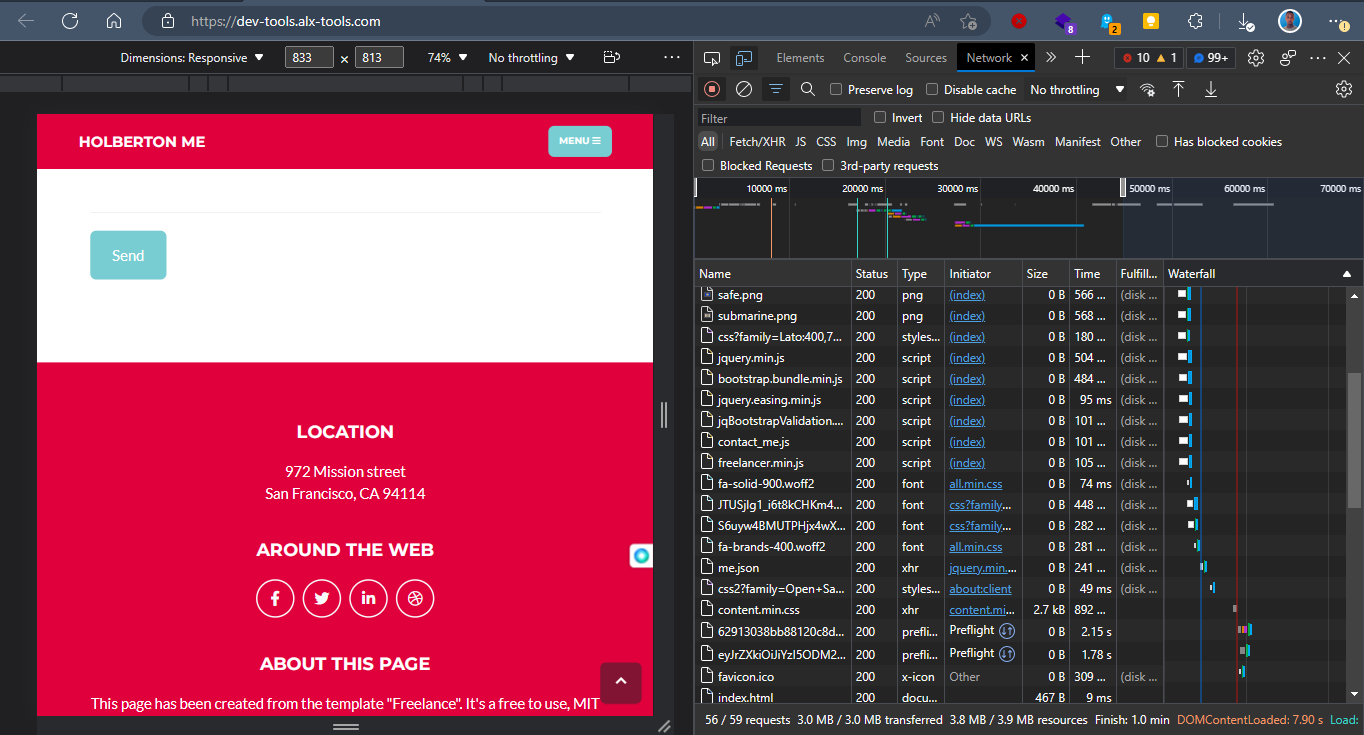 https://dev-tools.alx-tools.com
8
2
Dimensions: Responsive 833 × 813 74% No throttling
Elements Console Sources Network 10 1 99+
Preserve log Disable cache No throttling
Filter Invert Hide data URLs
All Fetch/XHR JS CSS Img Media Font Doc WS Wasm Manifest Other Has blocked cookies
Blocked Requests 3rd-party requests
10000 ms 20000 ms 30000 ms 40000 ms 50000 ms 60000 ms 70000 ms
Name Status Type Initiator Size Time Fulfill... Waterfall
safe.png 200 png (index) 0 B 566 ... (disk ...
submarine.png 200 png (index) 0 B 568 ... (disk ...
css?family=Lato:400,7... 200 styles... (index) 0 B 180 ... (disk ...
jquery.min.js 200 script (index) 0 B 504 ... (disk ...
bootstrap.bundle.min.js 200 script (index) 0 B 484 ... (disk ...
jquery.easing.min.js 200 script (index) 0 B 95 ms (disk ...
jqBootstrapValidation.... 200 script (index) 0 B 101 ... (disk ...
contact_me.js 200 script (index) 0 B 101 ... (disk ...
freelancer.min.js 200 script (index) 0 B 105 ... (disk ...
fa-solid-900.woff2 200 font all.min.css 0 B 74 ms (disk ...
JTUSjIg1_i6t8kCHKm4... 200 font css?family... 0 B 448 ... (disk ...
S6uyw4BMUTPHjx4wX... 200 font css?family... 0 B 282 ... (disk ...
fa-brands-400.woff2 200 font all.min.css 0 B 281 ... (disk ...
me.json 200 xhr jquery.min.... 0 B 241 ... (disk ...
css2?family=Open+Sa... 200 styles... about:client 0 B 49 ms (disk ...
content.min.css 200 xhr content.mi... 2.7 kB 892 ...
62913038bb88120c8d... 200 prefli... Preflight 0 B 2.15 s
eyJrZXkiOiJiYzI5ODM2... 200 prefli... Preflight 0 B 1.78 s
favicon.ico 200 x-icon Other 0 B 309 ... (disk ...
index.html 200 docu... 467 B 9 ms
56 / 59 requests 3.0 MB / 3.0 MB transferred 3.8 MB / 3.9 MB resources Finish: 1.0 min DOMContentLoaded: 7.90 s Load:
HOLBERTON ME MENU
Send
LOCATION
972 Mission street
San Francisco, CA 94114
AROUND THE WEB
ABOUT THIS PAGE
This page has been created from the template "Freelance". It's a free to use, MIT